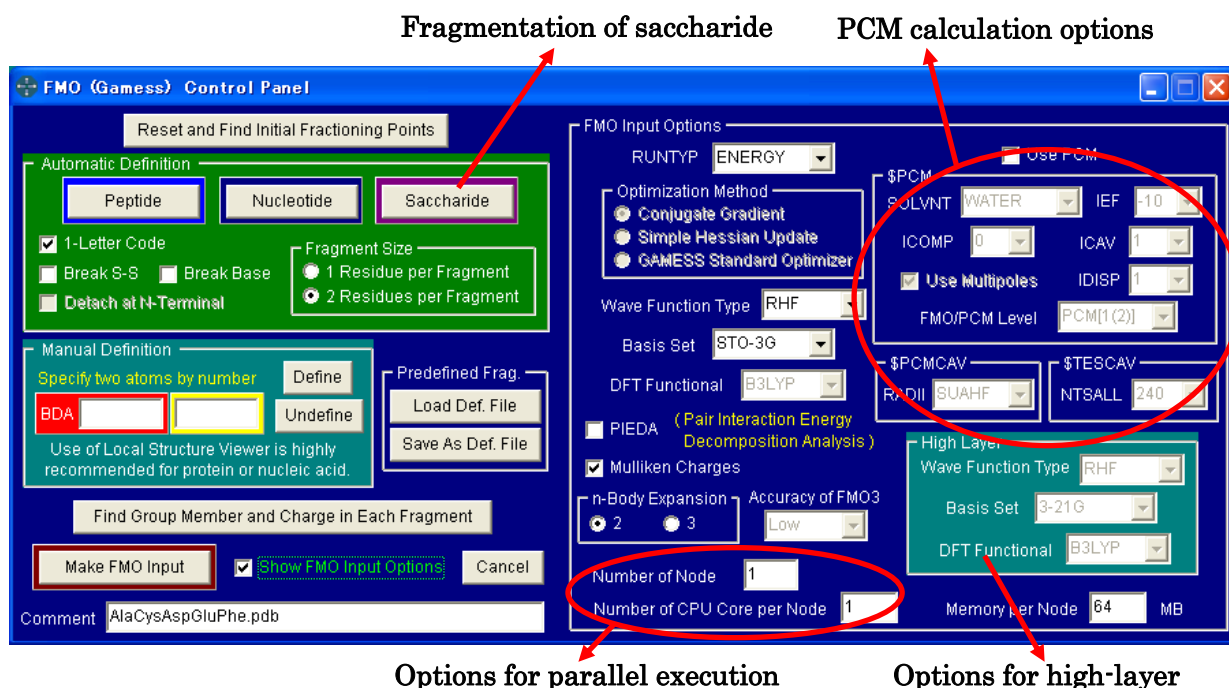 Fragmentation of saccharide
PCM calculation options
FMO (Gamess) Control Panel
Reset and Find Initial Fractioning Points
Automatic Definition
Peptide
Nucleotide
Saccharide
1-Letter Code
Break S-S
Break Base
Detach at N-Terminal
Fragment Size
1 Residue per Fragment
2 Residues per Fragment
Manual Definition
Specify two atoms by number
Define
BDA
Undefine
Use of Local Structure Viewer is highly
recommended for protein or nucleic acid.
Predefined Frag.
Load Def. File
Save As Def. File
Find Group Member and Charge in Each Fragment
Make FMO Input
Show FMO Input Options
Cancel
Comment AlaCysAspGluPhe.pdb
FMO Input Options
RUNTYP ENERGY
Optimization Method
Conjugate Gradient
Simple Hessian Update
GAMESS Standard Optimizer
Wave Function Type RHF
Basis Set STO-3G
DFT Functional B3LYP
PIEDA
( Pair Interaction Energy
Decomposition Analysis )
Mulliken Charges
n-Body Expansion
2
3
Accuracy of FMO3
Low
Number of Node 1
Number of CPU Core per Node 1
Use PCM
$PCM
SOLVNT WATER
IEF -10
ICOMP 0
ICAV 1
Use Multipoles
IDISP 1
FMO/PCM Level PCM[1(2)]
$PCMCAV
RADII SUAHF
$TESCAV
NTSALL 240
High Layer
Wave Function Type RHF
Basis Set 3-21G
DFT Functional B3LYP
Memory per Node 64 MB
Options for parallel execution
Options for high-layer